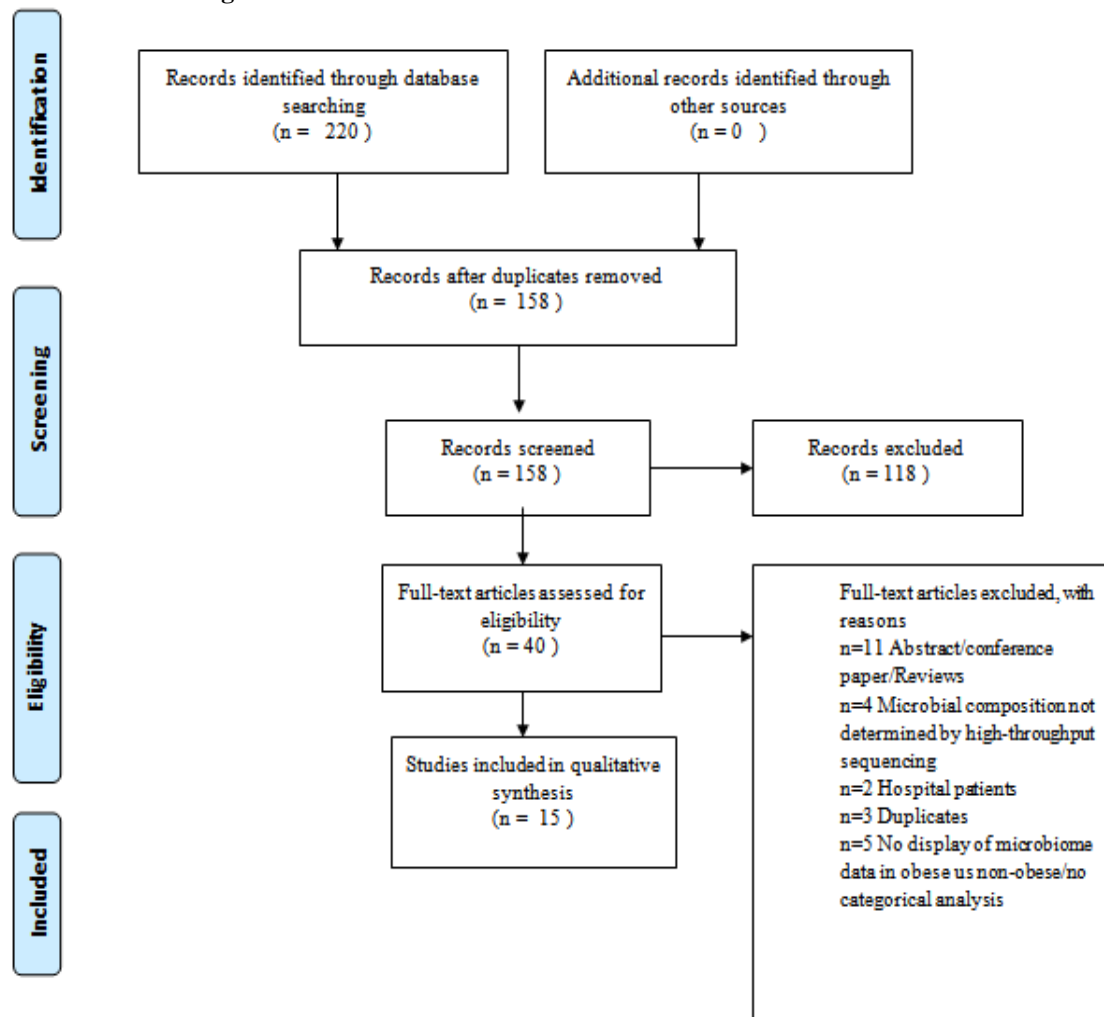 Identification
Records identified through database
searching
(n = 220 )
Additional records identified through
other sources
(n = 0 )
Records after duplicates removed
(n = 158 )
Screening
Records screened
(n = 158 )
Records excluded
(n = 118 )
Eligibility
Full-text articles assessed for
eligibility
(n = 40 )
Full-text articles excluded, with
reasons
n=11 Abstract/conference
paper/Reviews
n=4 Microbial composition not
determined by high-throughput
sequencing
n=2 Hospital patients
n=3 Duplicates
n=5 No display of microbiome
data in obese us non-obese/no
categorical analysis
Studies included in qualitative
synthesis
(n = 15 )
Included